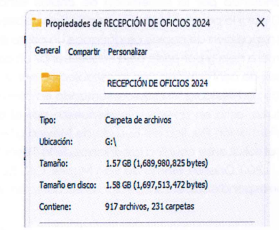 Propiedades de RECEPCIÓN DE OFICIOS 2024
General Compartir Personalizar
RECEPCIÓN DE OFICIOS 2024
Tipo: Carpeta de archivos
Ubicación: G:\
Tamaño: 1.57 GB (1,689,980,825 bytes)
Tamaño en disco: 1.58 GB (1,697,513,472 bytes)
Contiene: 917 archivos, 231 carpetas